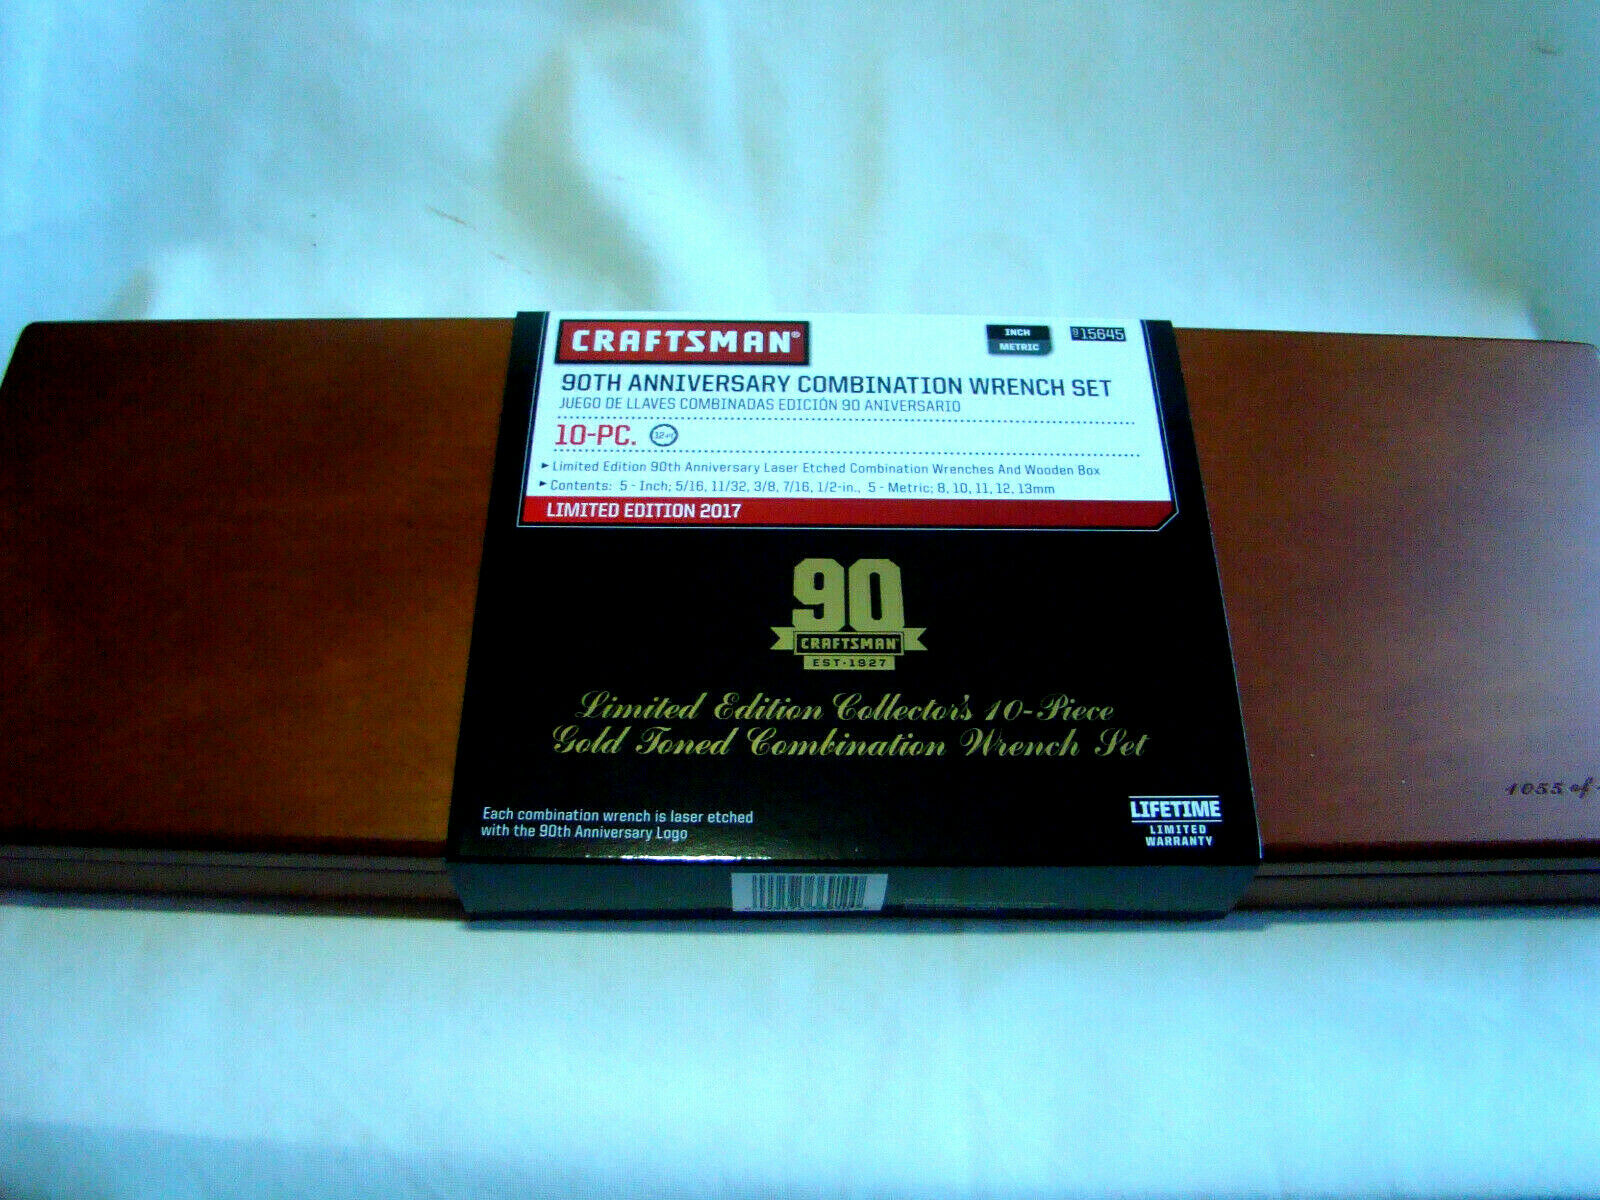 CRAFTSMAN®
INCH
METRIC
9 15645
90TH ANNIVERSARY COMBINATION WRENCH SET
JUEGO DE LLAVES COMBINADAS EDICIÓN 90 ANIVERSARIO
10-PC. 12-PT
▸ Limited Edition 90th Anniversary Laser Etched Combination Wrenches And Wooden Box
▸ Contents: 5 - Inch; 5/16, 11/32, 3/8, 7/16, 1/2-in., 5 - Metric; 8, 10, 11, 12, 13mm
LIMITED EDITION 2017
90
CRAFTSMAN
EST·1927
Limited Edition Collector's 10-Piece
Gold Toned Combination Wrench Set
1055 of
Each combination wrench is laser etched
with the 90th Anniversary Logo
LIFETIME
LIMITED
WARRANTY